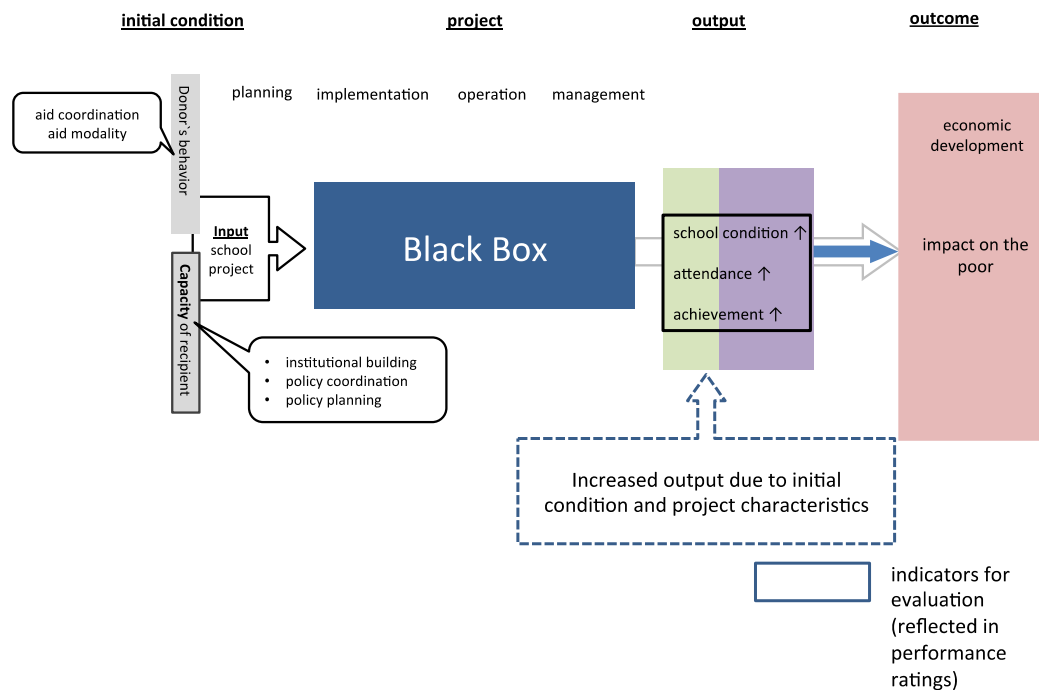 initial condition
project
output
outcome
planning
implementation
operation
management
aid coordination
aid modality
Donor`s behavior
Input
school
project
Capacity of recipient
• institutional building
• policy coordination
• policy planning
Black Box
school condition ↑
attendance ↑
achievement ↑
economic
development
impact on the
poor
Increased output due to initial
condition and project characteristics
indicators for
evaluation
(reflected in
performance
ratings)